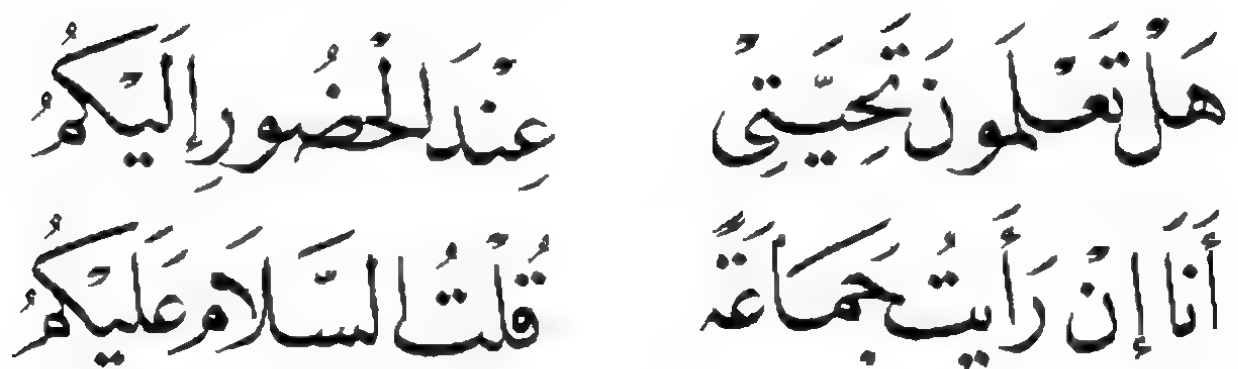 هَلْ تَعْلَمُونَ تَحِيَّتِيْ عِنْدَ الْحُضُورِ إِلَيْكُمُ
أَنَا إِنْ رَأَيْتُ جَمَاعَةً قُلْتُ السَّلَامَ عَلَيْكُمُ